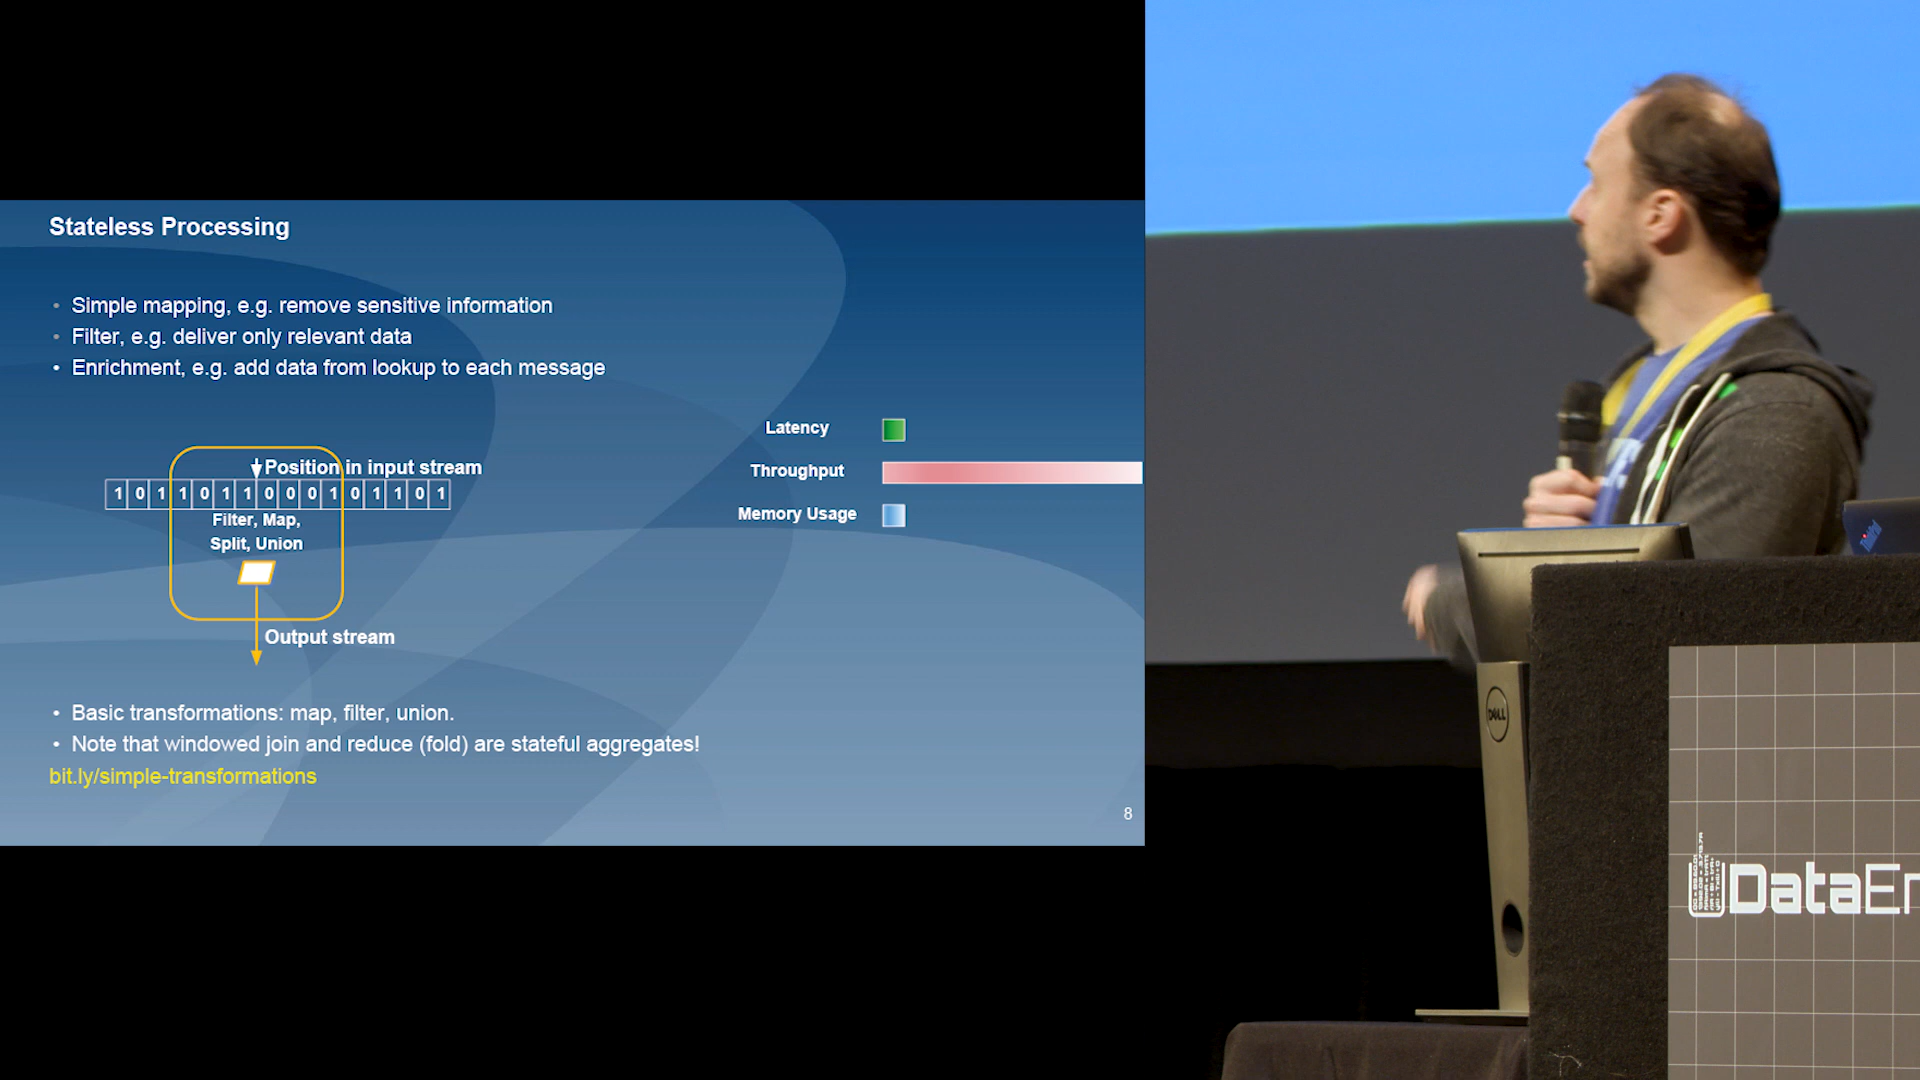 Stateless Processing
• Simple mapping, e.g. remove sensitive information
• Filter, e.g. deliver only relevant data
• Enrichment, e.g. add data from lookup to each message
Latency
Position in input stream
Throughput
1 0 1 1 0 1 1 0 0 0 1 0 1 1 0 1
Memory Usage
Filter, Map,
Split, Union
Output stream
• Basic transformations: map, filter, union.
• Note that windowed join and reduce (fold) are stateful aggregates!
bit.ly/simple-transformations
8
DELL
ThinkPad
DataEn